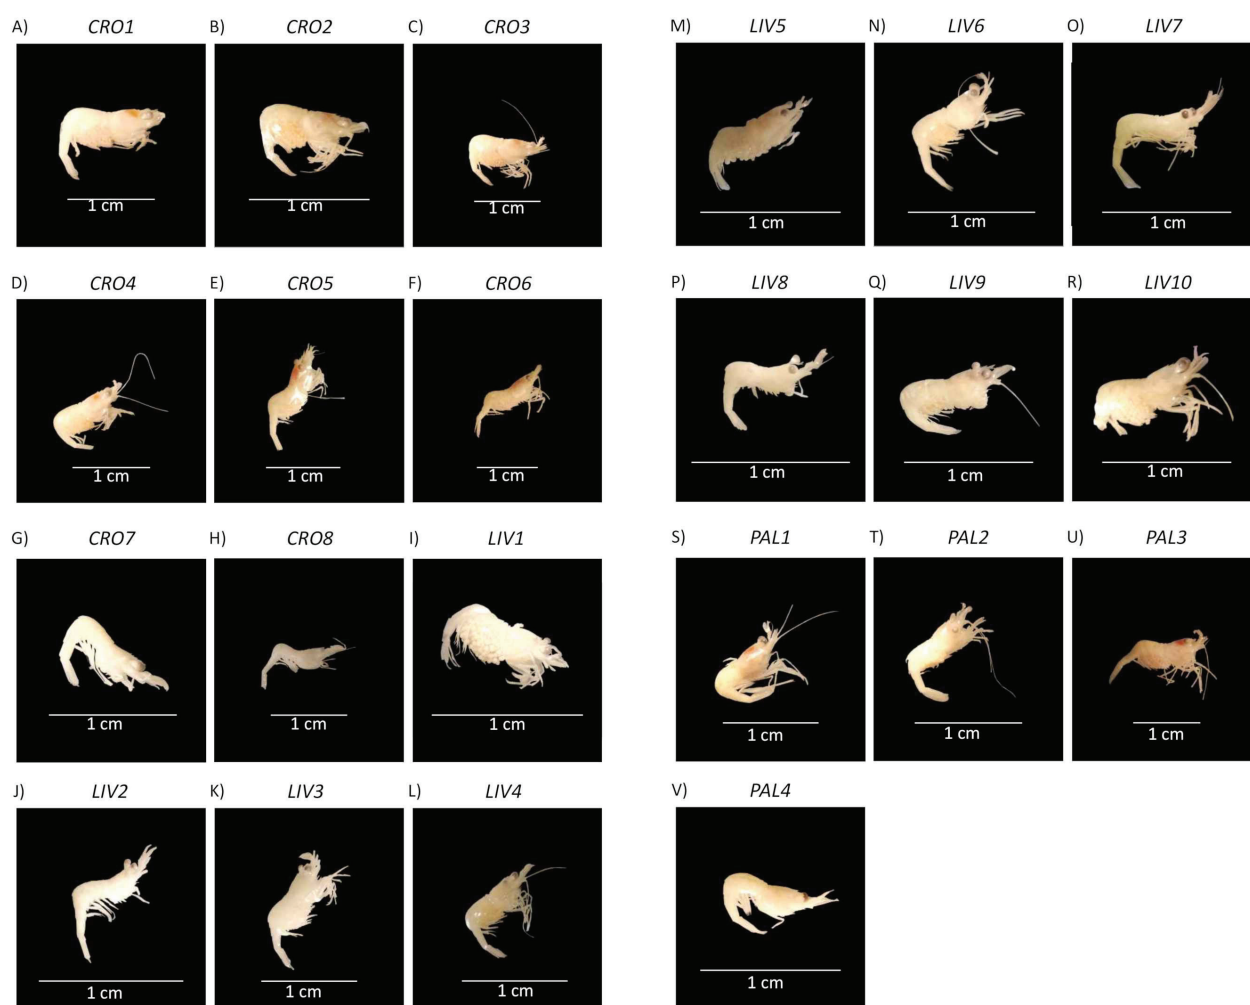 A) CRO1
B) CRO2
C) CRO3
1 cm
1 cm
1 cm
D) CRO4
E) CRO5
F) CRO6
1 cm
1 cm
1 cm
G) CRO7
H) CRO8
I) LIV1
1 cm
1 cm
1 cm
J) LIV2
K) LIV3
L) LIV4
1 cm
1 cm
1 cm
M) LIV5
N) LIV6
O) LIV7
1 cm
1 cm
1 cm
P) LIV8
Q) LIV9
R) LIV10
1 cm
1 cm
1 cm
S) PAL1
T) PAL2
U) PAL3
1 cm
1 cm
1 cm
V) PAL4
1 cm